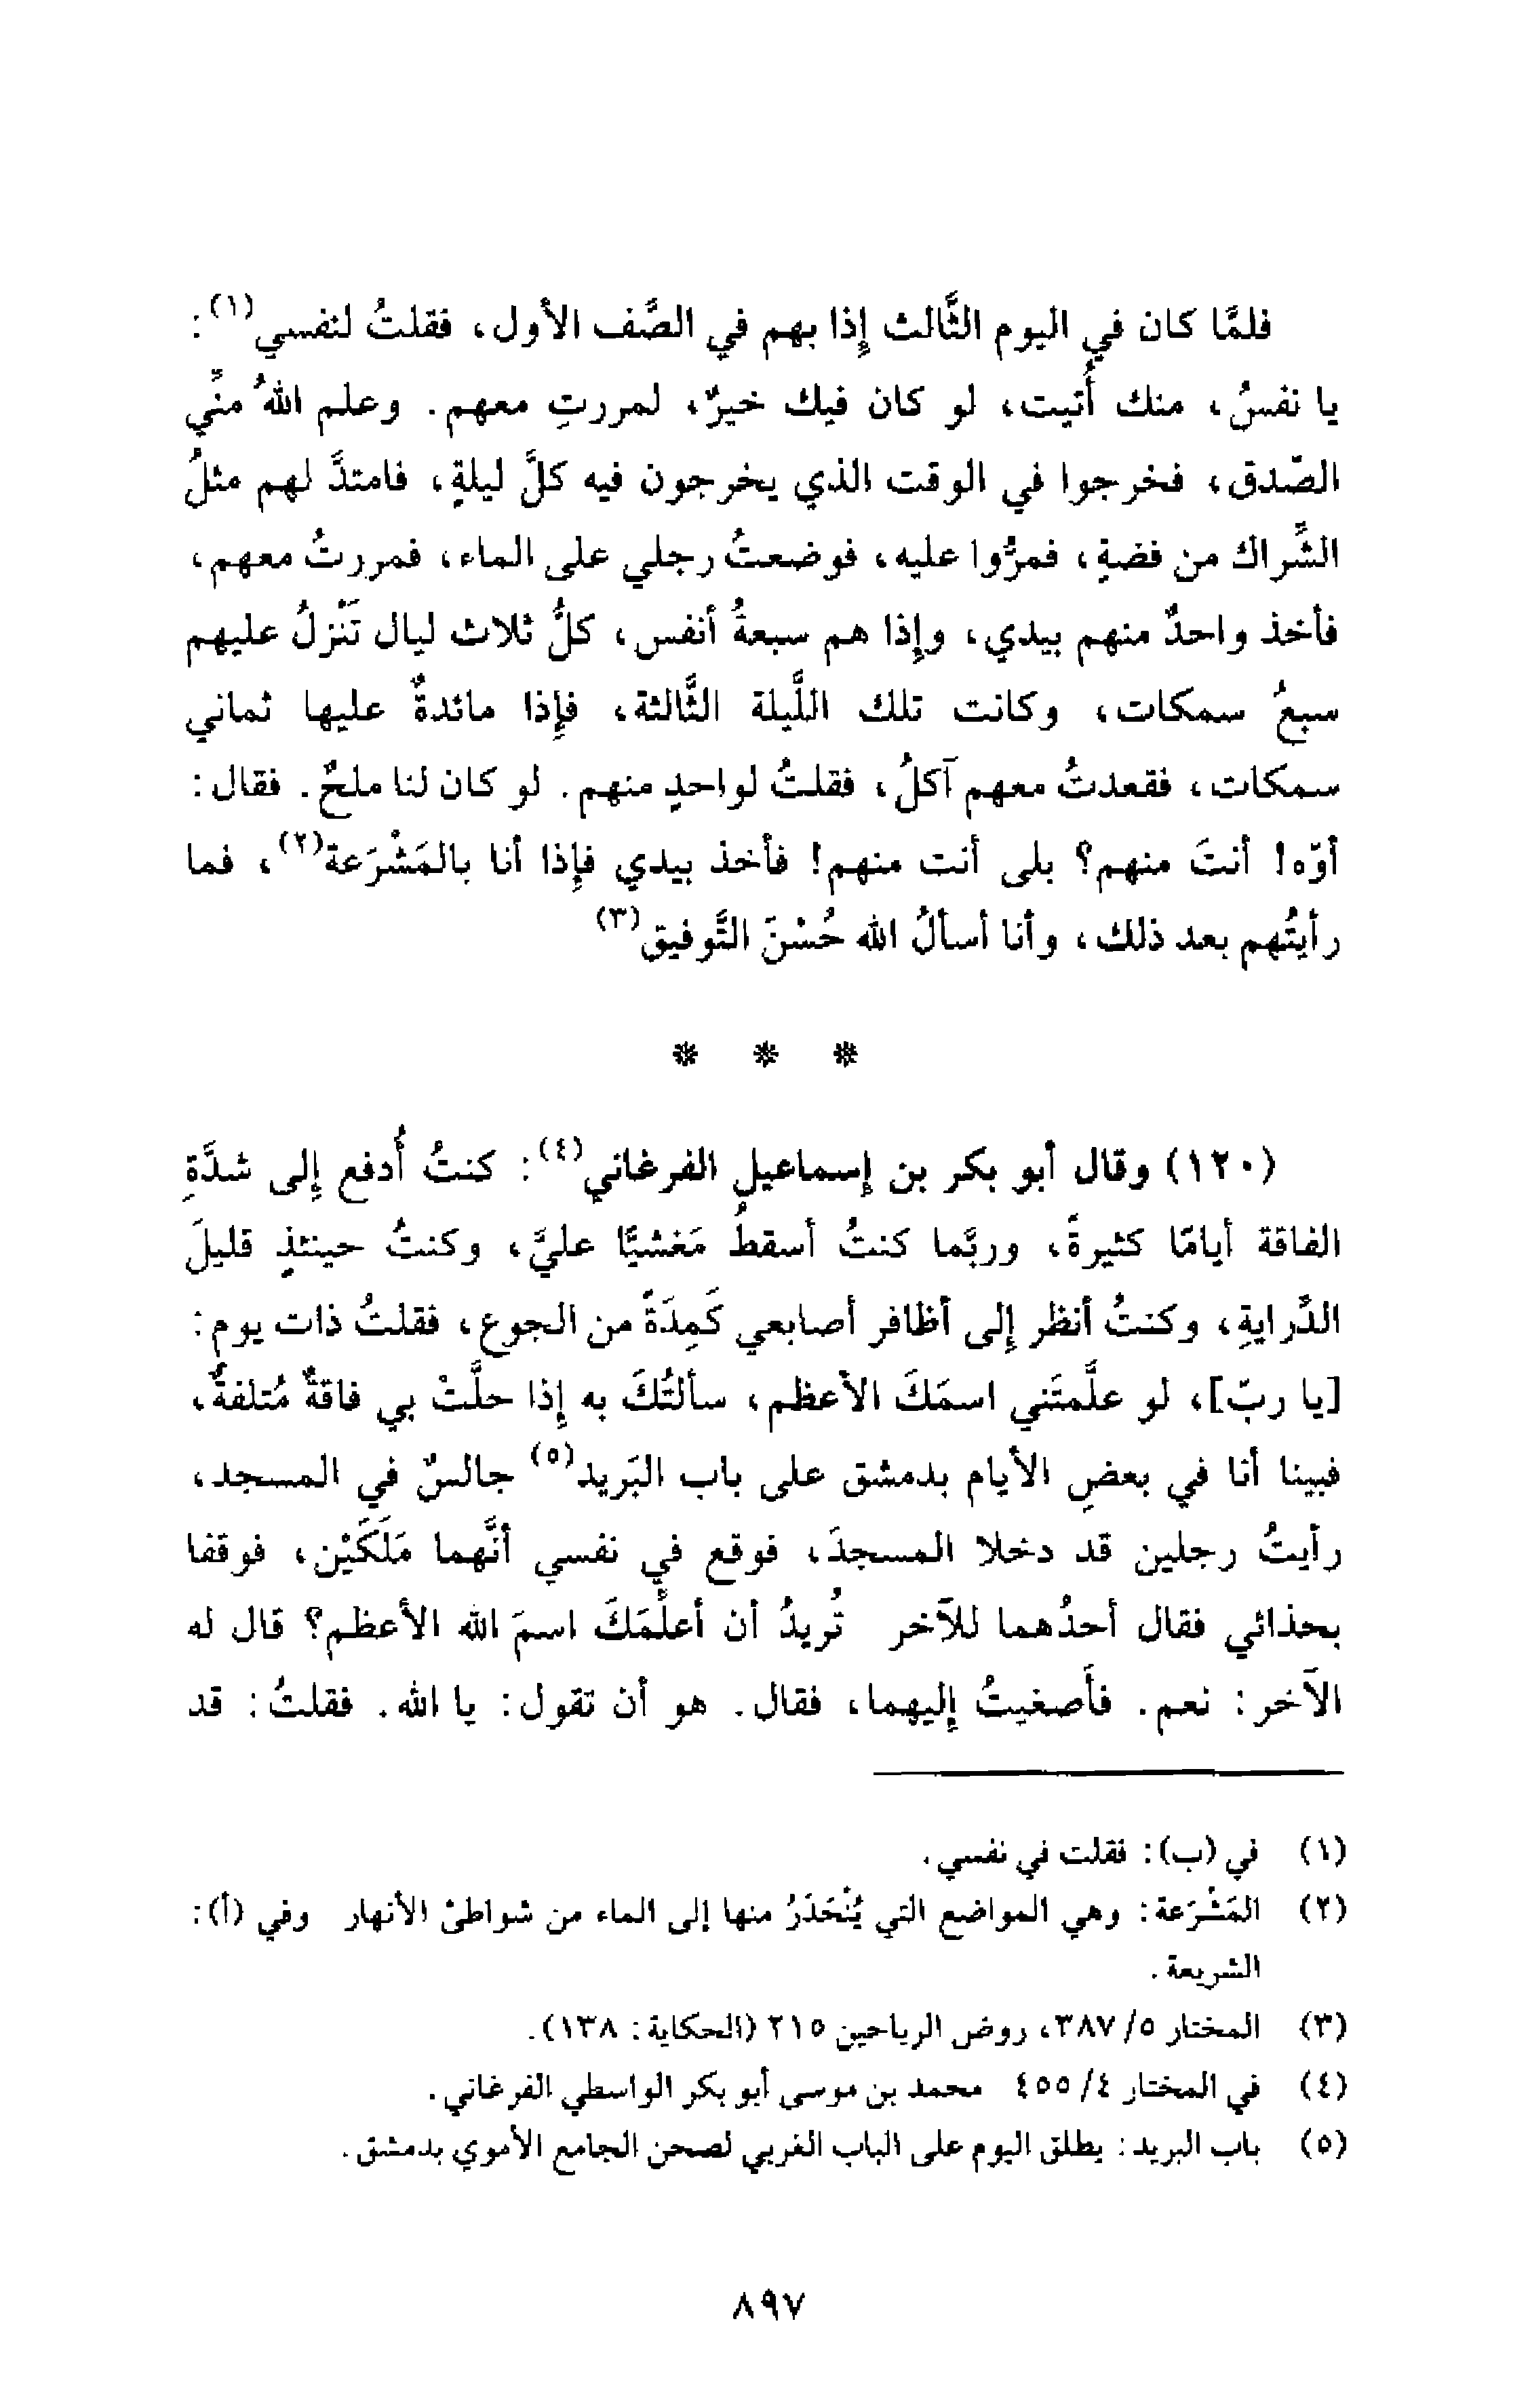 فلمَّا كان في اليوم الثَّالث إذا بهم في الصَّف الأول، فقلتُ لنفسي(١):
يا نفسُ، منك أُتيت، لو كان فيك خيرٌ، لمررتِ معهم. وعلم اللهُ منِّي
الصّدق، فخرجوا في الوقت الذي يخرجون فيه كلَّ ليلةٍ، فامتدَّ لهم مثلُ
الشِّراك من فضةٍ، فمرُّوا عليه، فوضعتُ رجلي على الماء، فمررتُ معهم،
فأخذ واحدٌ منهم بيدي، وإذا هم سبعةُ أنفس، كلُّ ثلاث ليال تَنْزلُ عليهم
سبعُ سمكات، وكانت تلك اللَّيلة الثَّالثة، فإذا مائدةٌ عليها ثماني
سمكات، فقعدتُ معهم آكلُ، فقلتُ لواحدٍ منهم. لو كان لنا ملحٌ. فقال:
أوّه! أنتَ منهم؟ بلى أنت منهم! فأخذ بيدي فإذا أنا بالمَشْرَعة(٢)، فما
رأيتُهم بعد ذلك، وأنا أسألُ الله حُسْنَ التَّوفيق(٣)
* * *
(١٢٠) وقال أبو بكر بن إسماعيل الفرغاني(٤): كنتُ أُدفع إلى شدَّةِ
الفاقة أيامًا كثيرةً، وربَّما كنتُ أسقطُ مَغشيًّا عليَّ، وكنتُ حينئذٍ قليلَ
الدِّرايةِ، وكنتُ أنظر إلى أظافر أصابعي كَمِدَةً من الجوع، فقلتُ ذات يوم:
[يا ربّ]، لو علَّمتَني اسمَكَ الأعظم، سألتُكَ به إذا حلَّتْ بي فاقةٌ مُتلفةٌ،
فبينا أنا في بعضِ الأيام بدمشق على باب البَريد(٥) جالسٌ في المسجد،
رأيتُ رجلين قد دخلا المسجدَ، فوقع في نفسي أنَّهما مَلَكَيْن، فوقفا
بحذائي فقال أحدُهما للآخر تُريدُ أن أعلِّمَكَ اسمَ الله الأعظم؟ قال له
الآخر: نعم. فأَصغيتُ إليهما، فقال. هو أن تقول: يا الله. فقلتُ: قد
(١) في (ب): فقلت في نفسي.
(٢) المَشْرَعة: وهي المواضع التي يُنْحَدَرُ منها إلى الماء من شواطئ الأنهار وفي (أ):
الشريعة.
(٣) المختار ٥/ ٣٨٧، روض الرياحين ٢١٥ (الحكاية: ١٣٨).
(٤) في المختار ٤/ ٤٥٥ محمد بن موسى أبو بكر الواسطي الفرغاني.
(٥) باب البريد: يطلق اليوم على الباب الغربي لصحن الجامع الأموي بدمشق.
٨٩٧